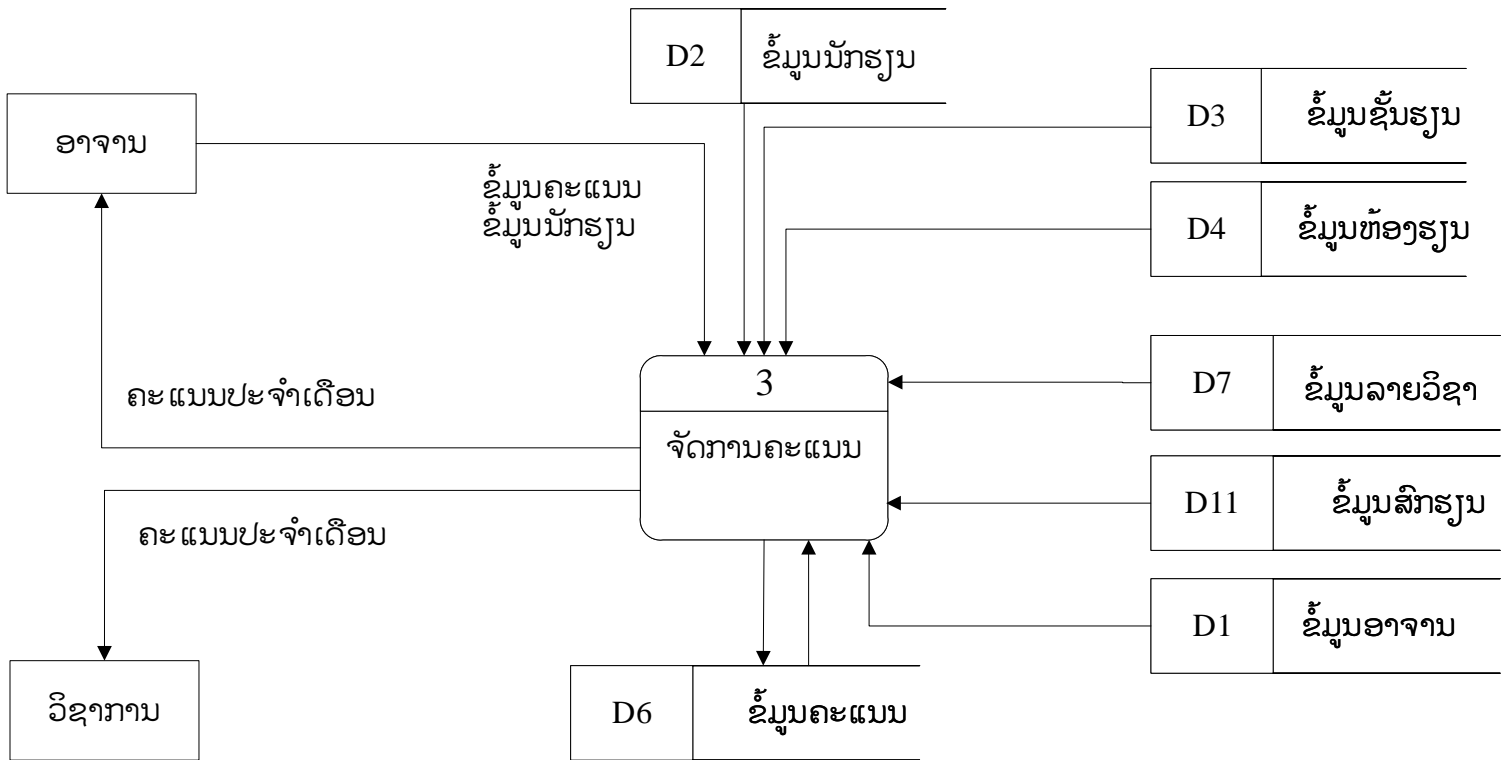 D2
ຂໍ້ມູນນັກຮຽນ
D3
ຂໍ້ມູນຊັ້ນຮຽນ
ອາຈານ
ຂໍ້ມູນຄະແນນ
ຂໍ້ມູນນັກຮຽນ
D4
ຂໍ້ມູນຫ້ອງຮຽນ
3
ຈັດການຄະແນນ
D7
ຂໍ້ມູນລາຍວິຊາ
ຄະແນນປະຈຳເດືອນ
D11
ຂໍ້ມູນສົກຮຽນ
ຄະແນນປະຈຳເດືອນ
D1
ຂໍ້ມູນອາຈານ
ວິຊາການ
D6
ຂໍ້ມູນຄະແນນ